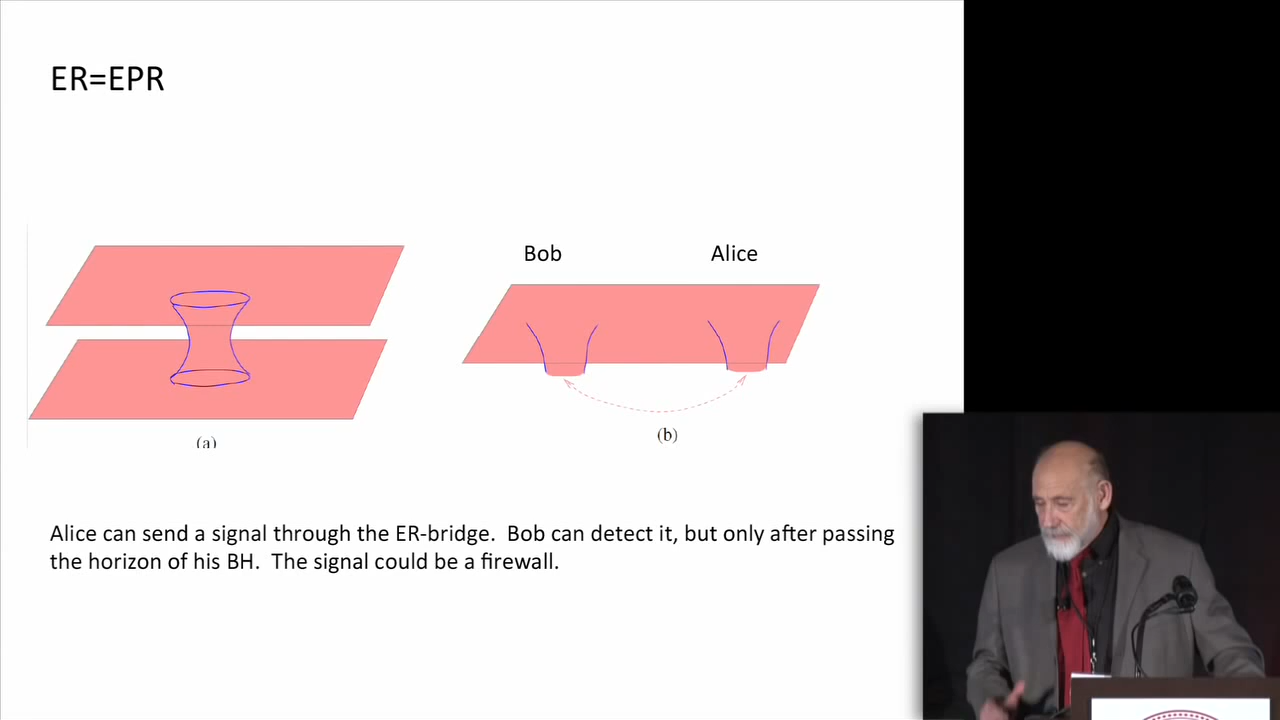 ER=EPR
Bob
Alice
(a)
(b)
Alice can send a signal through the ER-bridge.  Bob can detect it, but only after passing
the horizon of his BH.  The signal could be a firewall.